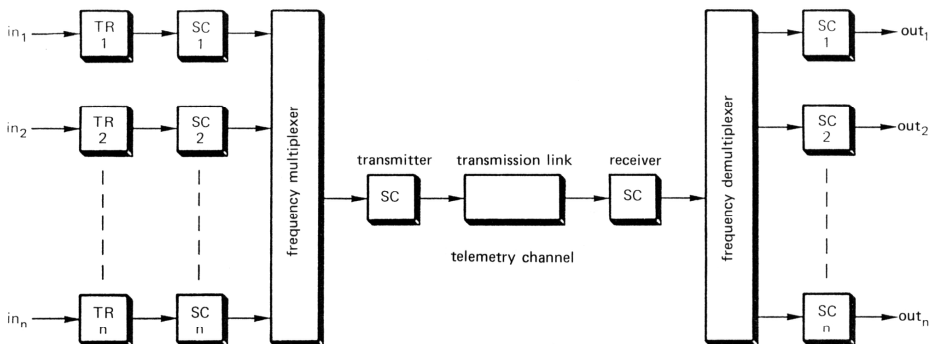 in₁ TR 1 SC 1 SC 1 out₁
in₂ TR 2 SC 2 SC 2 out₂
frequency multiplexer
transmitter transmission link receiver
SC SC
telemetry channel
frequency demultiplexer
inₙ TR n SC n SC n outₙ